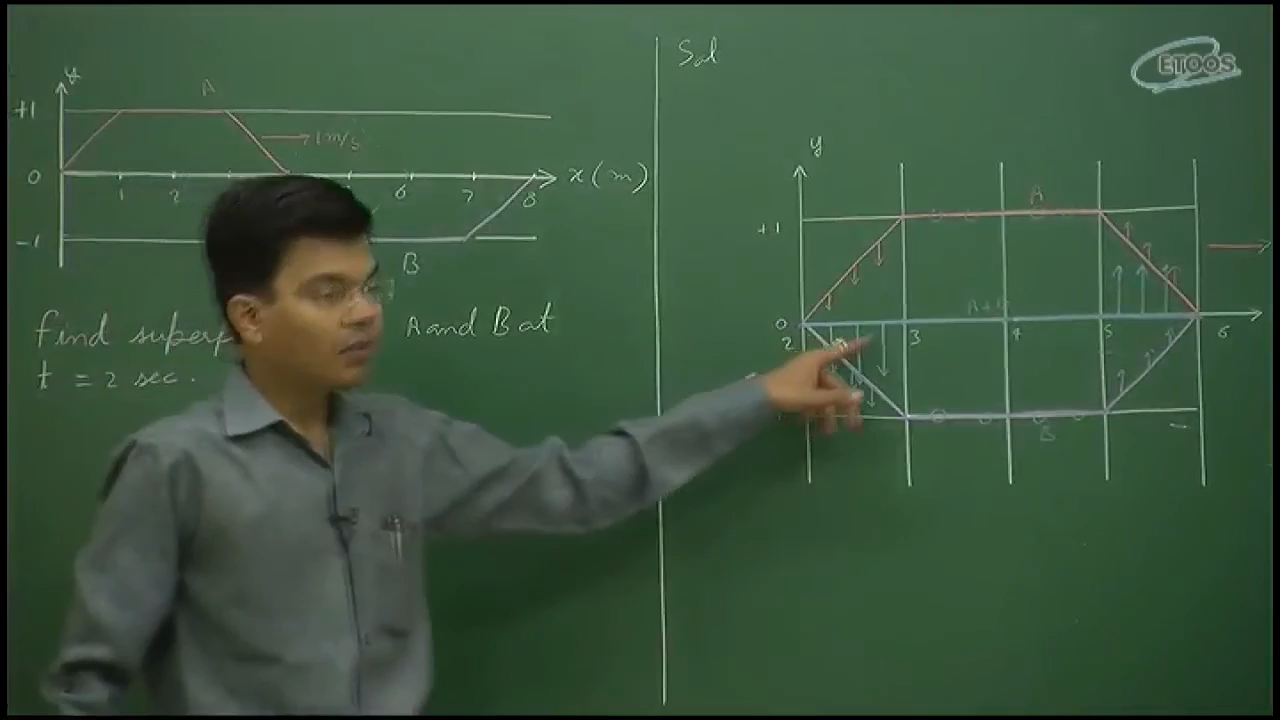 y
+1
A
1m/s
0
1 2 6 7 8
x (m)
-1
B
find A and B at
t = 2 sec.
Sol
ETOOS
y
+1
A
0
2 3 4 5 6
B